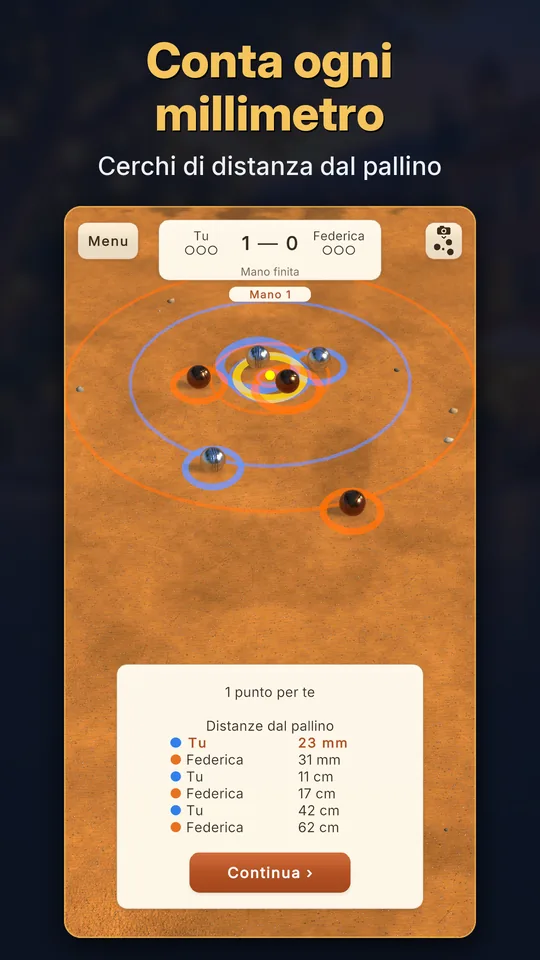 Conta ogni
millimetro
Cerchi di distanza dal pallino
Menu
Tu
1 — 0
Federica
Mano finita
Mano 1
1 punto per te
Distanze dal pallino
Tu 23 mm
Federica 31 mm
Tu 11 cm
Federica 17 cm
Tu 42 cm
Federica 62 cm
Continua ›